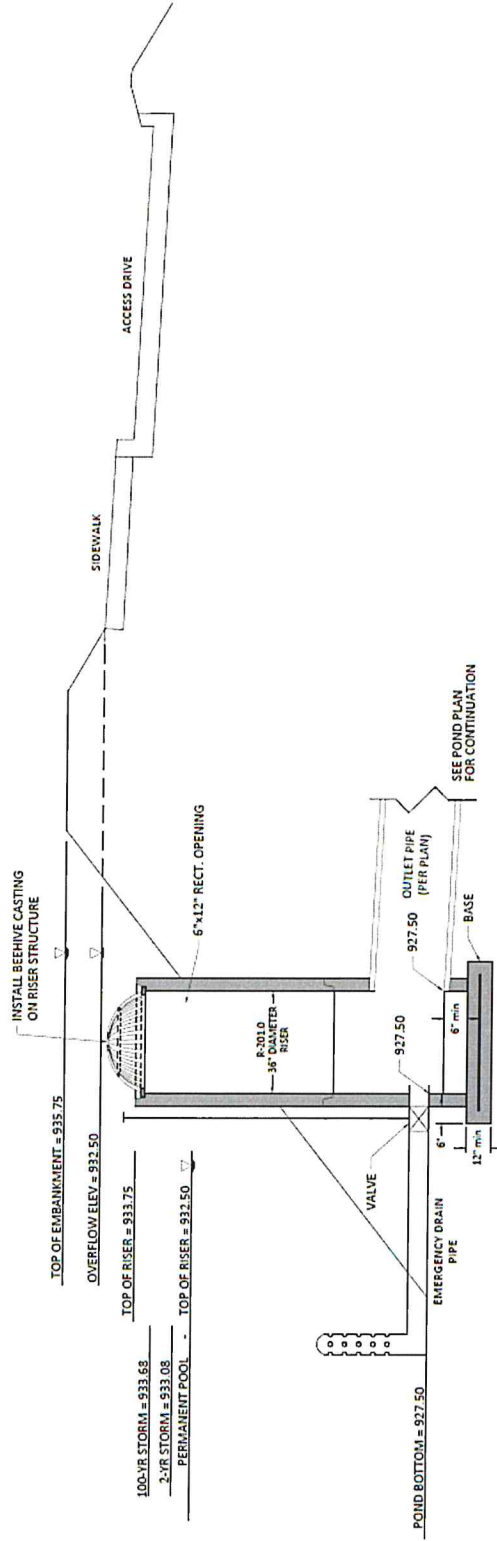 INSTALL BEEHIVE CASTING
ON RISER STRUCTURE
TOP OF EMBANKMENT = 935.75
OVERFLOW ELEV = 932.50
TOP OF RISER = 933.75
100-YR STORM = 933.68
2-YR STORM = 933.08
PERMANENT POOL - TOP OF RISER = 932.50
SIDEWALK
ACCESS DRIVE
6"x12" RECT. OPENING
R-201.0
36" DIAMETER
RISER
VALVE
927.50
927.50
OUTLET PIPE
(PER PLAN)
SEE POND PLAN
FOR CONTINUATION
EMERGENCY DRAIN
PIPE
POND BOTTOM = 927.50
6"
6" min
12" min
BASE